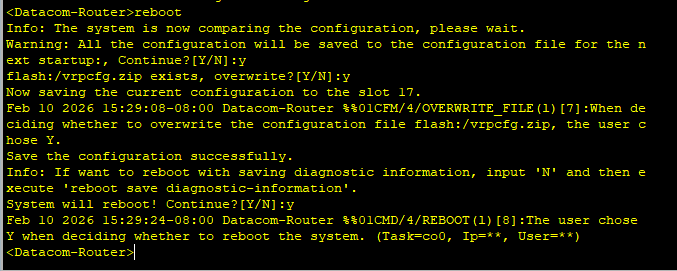 <Datacom-Router>reboot
Info: The system is now comparing the configuration, please wait.
Warning: All the configuration will be saved to the configuration file for the n
ext startup:, Continue?[Y/N]:y
flash:/vrpcfg.zip exists, overwrite?[Y/N]:y
Now saving the current configuration to the slot 17.
Feb 10 2026 15:29:08-08:00 Datacom-Router %%01CFM/4/OVERWRITE_FILE(l)[7]:When de
ciding whether to overwrite the configuration file flash:/vrpcfg.zip, the user c
hose Y.
Save the configuration successfully.
Info: If want to reboot with saving diagnostic information, input 'N' and then e
xecute 'reboot save diagnostic-information'.
System will reboot! Continue?[Y/N]:y
Feb 10 2026 15:29:24-08:00 Datacom-Router %%01CMD/4/REBOOT(l)[8]:The user chose
Y when deciding whether to reboot the system. (Task=co0, Ip=**, User=**)
<Datacom-Router>